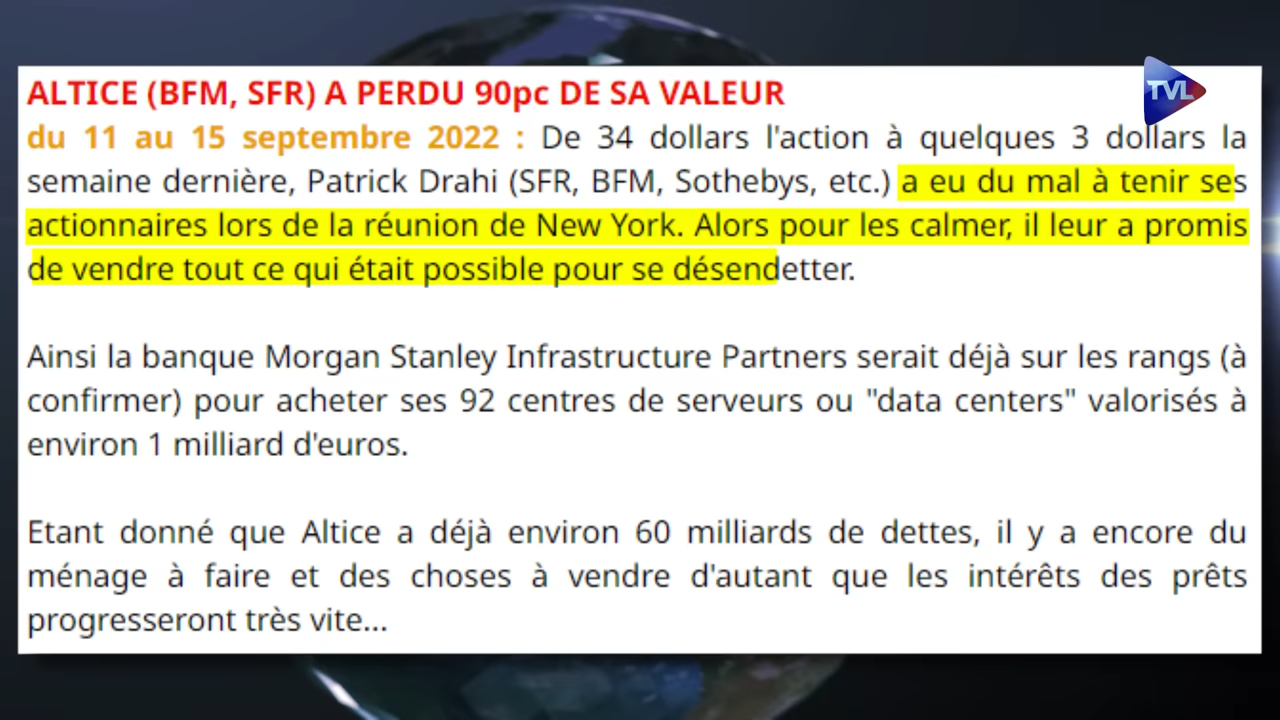 TVL
ALTICE (BFM, SFR) A PERDU 90pc DE SA VALEUR
du 11 au 15 septembre 2022 : De 34 dollars l'action à quelques 3 dollars la
semaine dernière, Patrick Drahi (SFR, BFM, Sothebys, etc.) a eu du mal à tenir ses
actionnaires lors de la réunion de New York. Alors pour les calmer, il leur a promis
de vendre tout ce qui était possible pour se désendetter.
Ainsi la banque Morgan Stanley Infrastructure Partners serait déjà sur les rangs (à
confirmer) pour acheter ses 92 centres de serveurs ou "data centers" valorisés à
environ 1 milliard d'euros.
Etant donné que Altice a déjà environ 60 milliards de dettes, il y a encore du
ménage à faire et des choses à vendre d'autant que les intérêts des prêts
progresseront très vite...